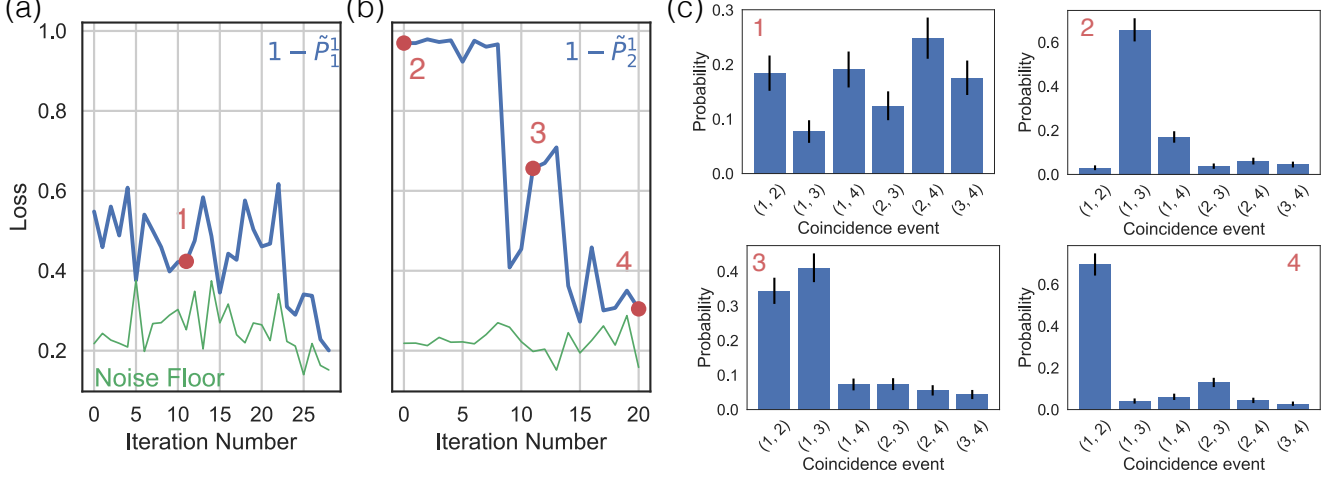 (a)
(b)
(c)
1.0
0.8
0.6
0.4
0.2
Loss
1 − P̃₁¹
1
Noise Floor
0 5 10 15 20 25
Iteration Number
1 − P̃₂¹
2
3
4
0 10 20
Iteration Number
1
0.3
0.2
0.1
0.0
Probability
(1, 2) (1, 3) (1, 4) (2, 3) (2, 4) (3, 4)
Coincidence event
2
0.6
0.4
0.2
0.0
Probability
(1, 2) (1, 3) (1, 4) (2, 3) (2, 4) (3, 4)
Coincidence event
3
0.4
0.3
0.2
0.1
0.0
Probability
(1, 2) (1, 3) (1, 4) (2, 3) (2, 4) (3, 4)
Coincidence event
4
0.6
0.4
0.2
0.0
Probability
(1, 2) (1, 3) (1, 4) (2, 3) (2, 4) (3, 4)
Coincidence event